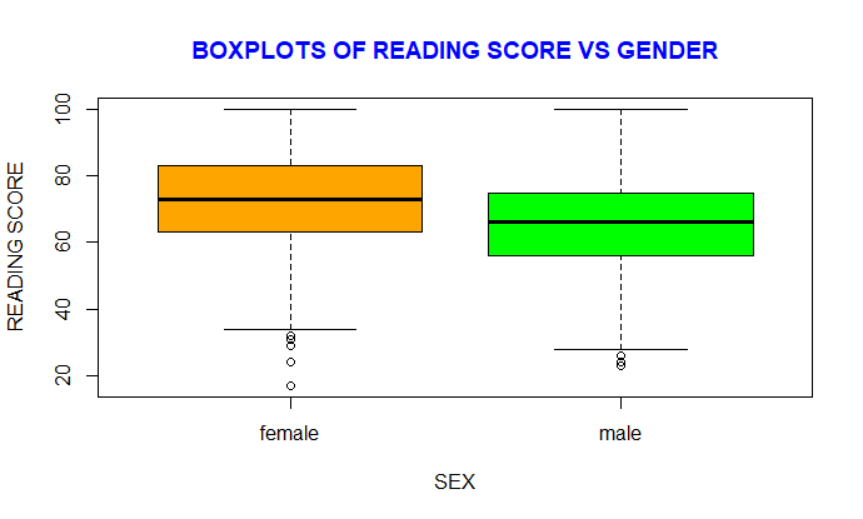 BOXPLOTS OF READING SCORE VS GENDER
READING SCORE
100
80
60
40
20
female male
SEX